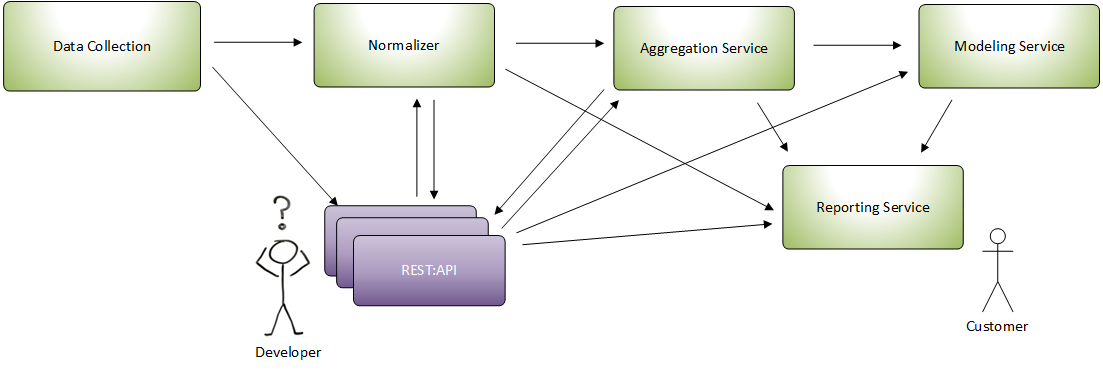 Data Collection
Normalizer
Aggregation Service
Modeling Service
Reporting Service
?
REST:API
Customer
Developer